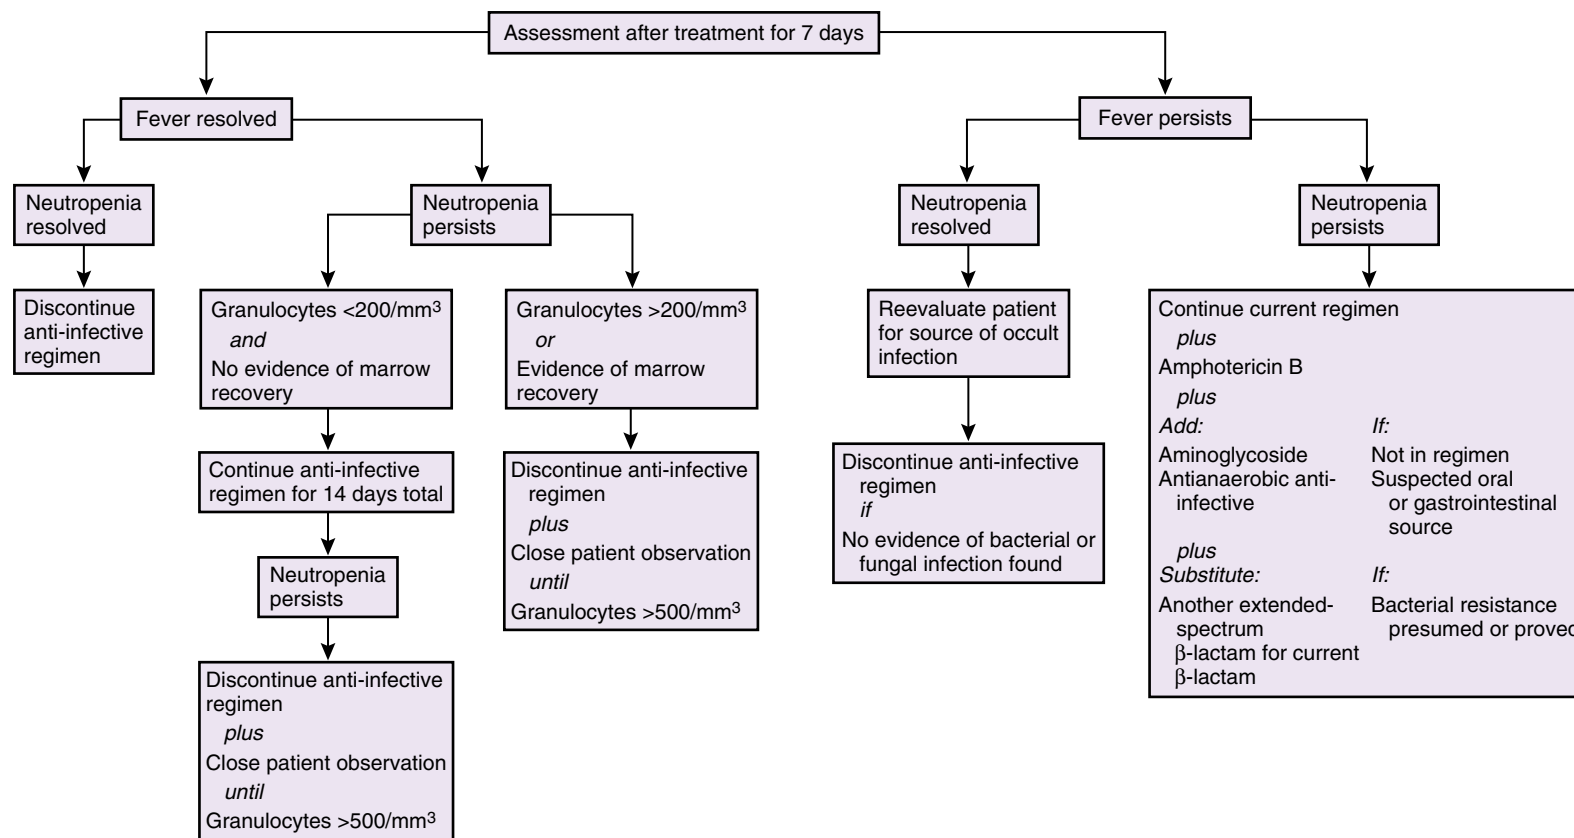 Assessment after treatment for 7 days
Fever resolved
Fever persists
Neutropenia
resolved
Neutropenia
persists
Neutropenia
resolved
Neutropenia
persists
Discontinue
anti-infective
regimen
Granulocytes <200/mm³
and
No evidence of marrow
recovery
Granulocytes >200/mm³
or
Evidence of marrow
recovery
Reevaluate patient
for source of occult
infection
Continue current regimen
plus
Amphotericin B
plus
Add: If:
Aminoglycoside Not in regimen
Antianaerobic anti- Suspected oral
infective or gastrointestinal
source
plus
Substitute: If:
Another extended- Bacterial resistance
spectrum presumed or proved
β-lactam for current
β-lactam
Continue anti-infective
regimen for 14 days total
Discontinue anti-infective
regimen
plus
Close patient observation
until
Granulocytes >500/mm³
Discontinue anti-infective
regimen
if
No evidence of bacterial or
fungal infection found
Neutropenia
persists
Discontinue anti-infective
regimen
plus
Close patient observation
until
Granulocytes >500/mm³